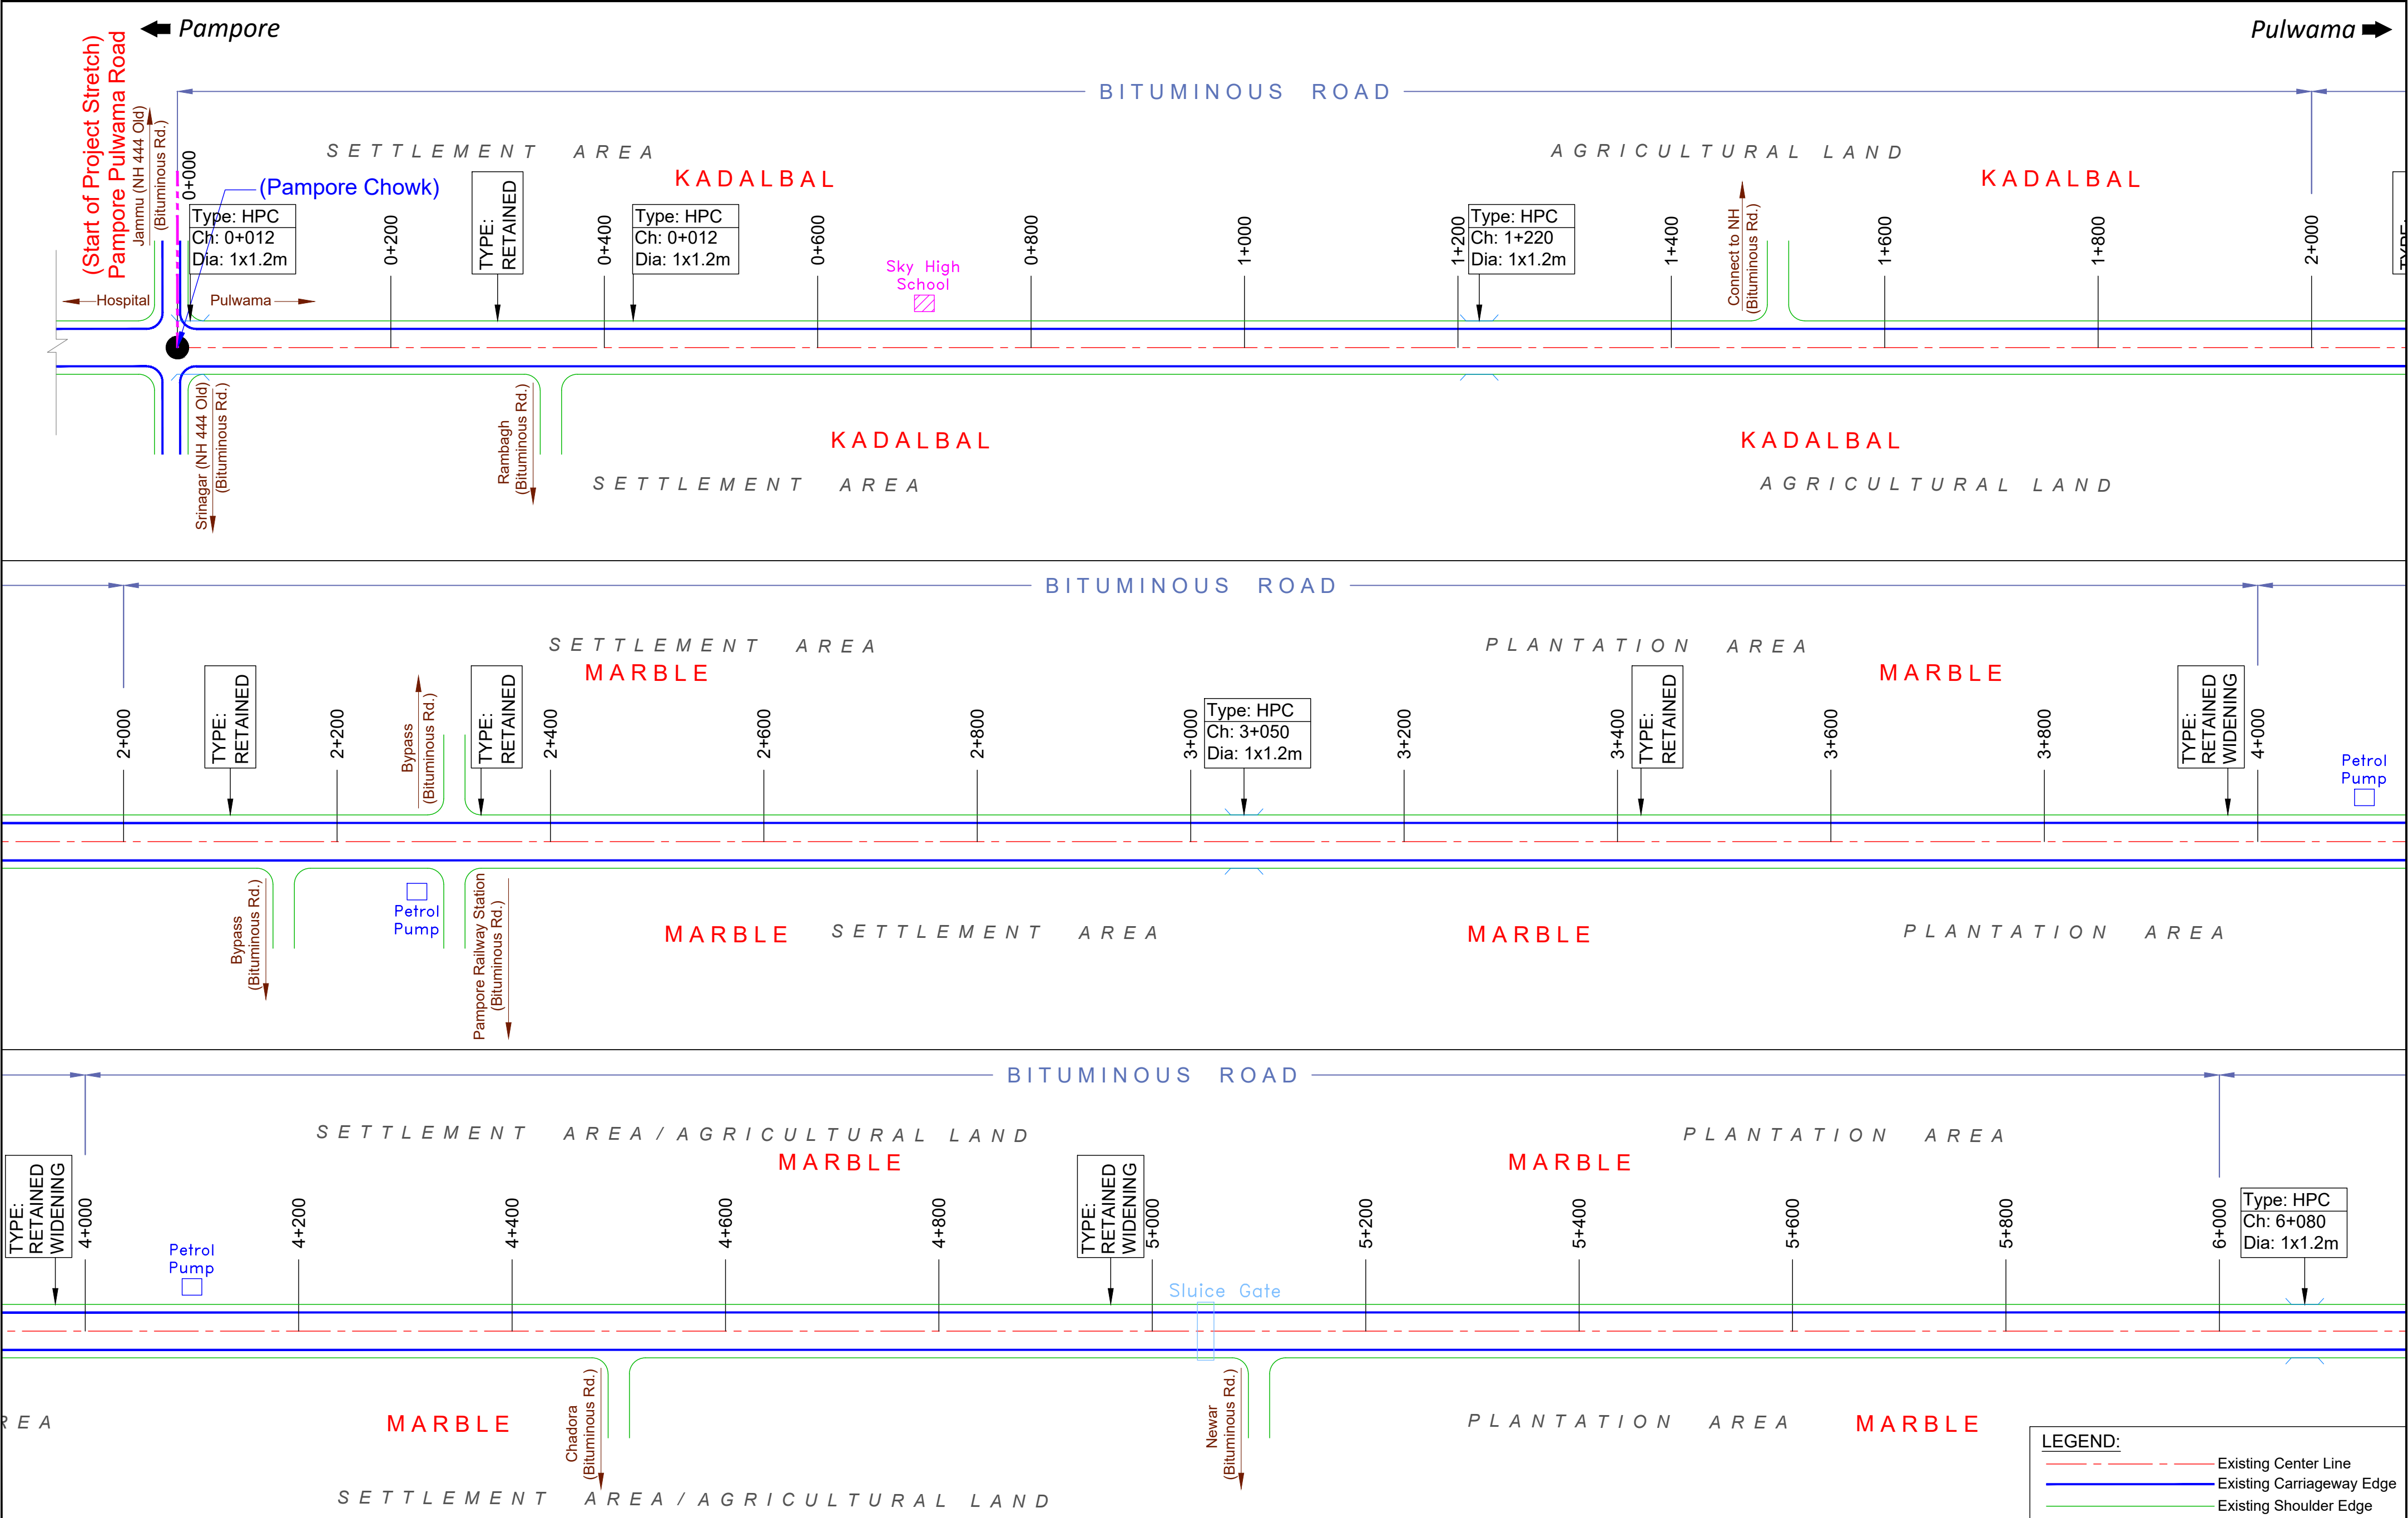 Pampore
Pulwama
(Start of Project Stretch)
Pampore Pulwama Road
Jammu (NH 444 Old)
(Bituminous Rd.)
BITUMINOUS ROAD
SETTLEMENT AREA
AGRICULTURAL LAND
KADALBAL
KADALBAL
0+000
(Pampore Chowk)
Type: HPC
Ch: 0+012
Dia: 1x1.2m
0+200
TYPE:
RETAINED
0+400
Type: HPC
Ch: 0+012
Dia: 1x1.2m
0+600
Sky High
School
0+800
1+000
1+200
Type: HPC
Ch: 1+220
Dia: 1x1.2m
1+400
Connect to NH
(Bituminous Rd.)
1+600
1+800
2+000
TYPE:
Hospital
Pulwama
Srinagar (NH 444 Old)
(Bituminous Rd.)
Rambagh
(Bituminous Rd.)
KADALBAL
KADALBAL
SETTLEMENT AREA
AGRICULTURAL LAND
BITUMINOUS ROAD
SETTLEMENT AREA
PLANTATION AREA
MARBLE
MARBLE
2+000
TYPE:
RETAINED
2+200
Bypass
(Bituminous Rd.)
TYPE:
RETAINED
2+400
2+600
2+800
3+000
Type: HPC
Ch: 3+050
Dia: 1x1.2m
3+200
3+400
TYPE:
RETAINED
3+600
3+800
TYPE:
RETAINED
WIDENING
4+000
Petrol
Pump
Bypass
(Bituminous Rd.)
Petrol
Pump
Pampore Railway Station
(Bituminous Rd.)
MARBLE
SETTLEMENT AREA
MARBLE
PLANTATION AREA
BITUMINOUS ROAD
SETTLEMENT AREA/AGRICULTURAL LAND
PLANTATION AREA
MARBLE
MARBLE
TYPE:
RETAINED
WIDENING
4+000
Petrol
Pump
4+200
4+400
4+600
4+800
TYPE:
RETAINED
WIDENING
5+000
Sluice Gate
5+200
5+400
5+600
5+800
6+000
Type: HPC
Ch: 6+080
Dia: 1x1.2m
REA
MARBLE
Chadora
(Bituminous Rd.)
Newar
(Bituminous Rd.)
PLANTATION AREA
MARBLE
SETTLEMENT AREA/AGRICULTURAL LAND
LEGEND:
Existing Center Line
Existing Carriageway Edge
Existing Shoulder Edge